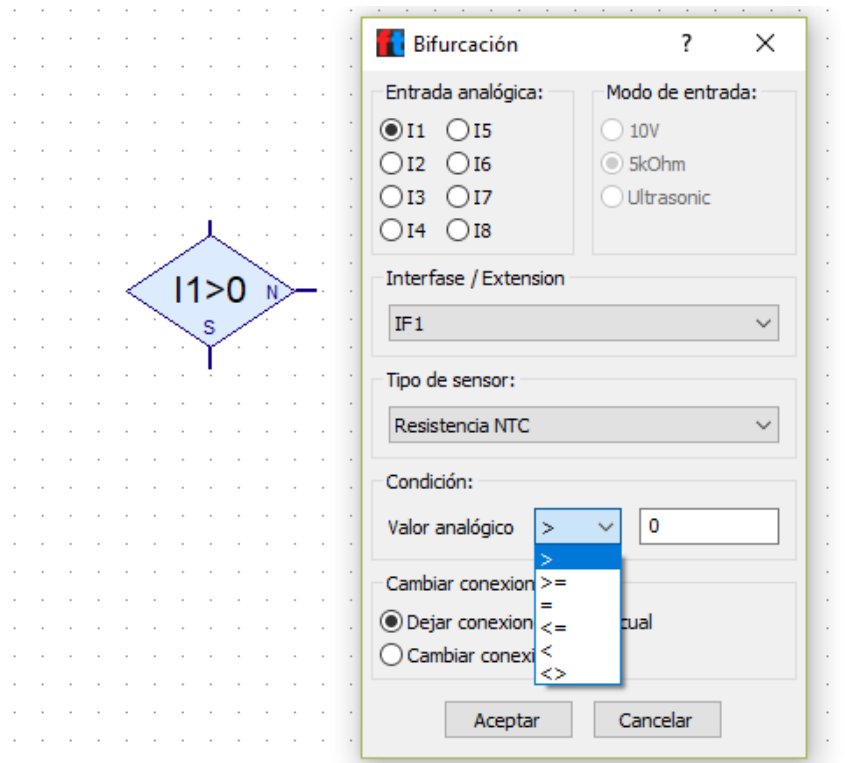 ft Bifurcación ? X
Entrada analógica: Modo de entrada:
I1 I5 10V
I2 I6 5kOhm
I3 I7 Ultrasonic
I4 I8
I1>0 N
S
Interfase / Extension
IF1
Tipo de sensor:
Resistencia NTC
Condición:
Valor analógico > 0
>
Cambiar conexion >=
=
Dejar conexion cual
<=
Cambiar conexi <
<>
Aceptar Cancelar